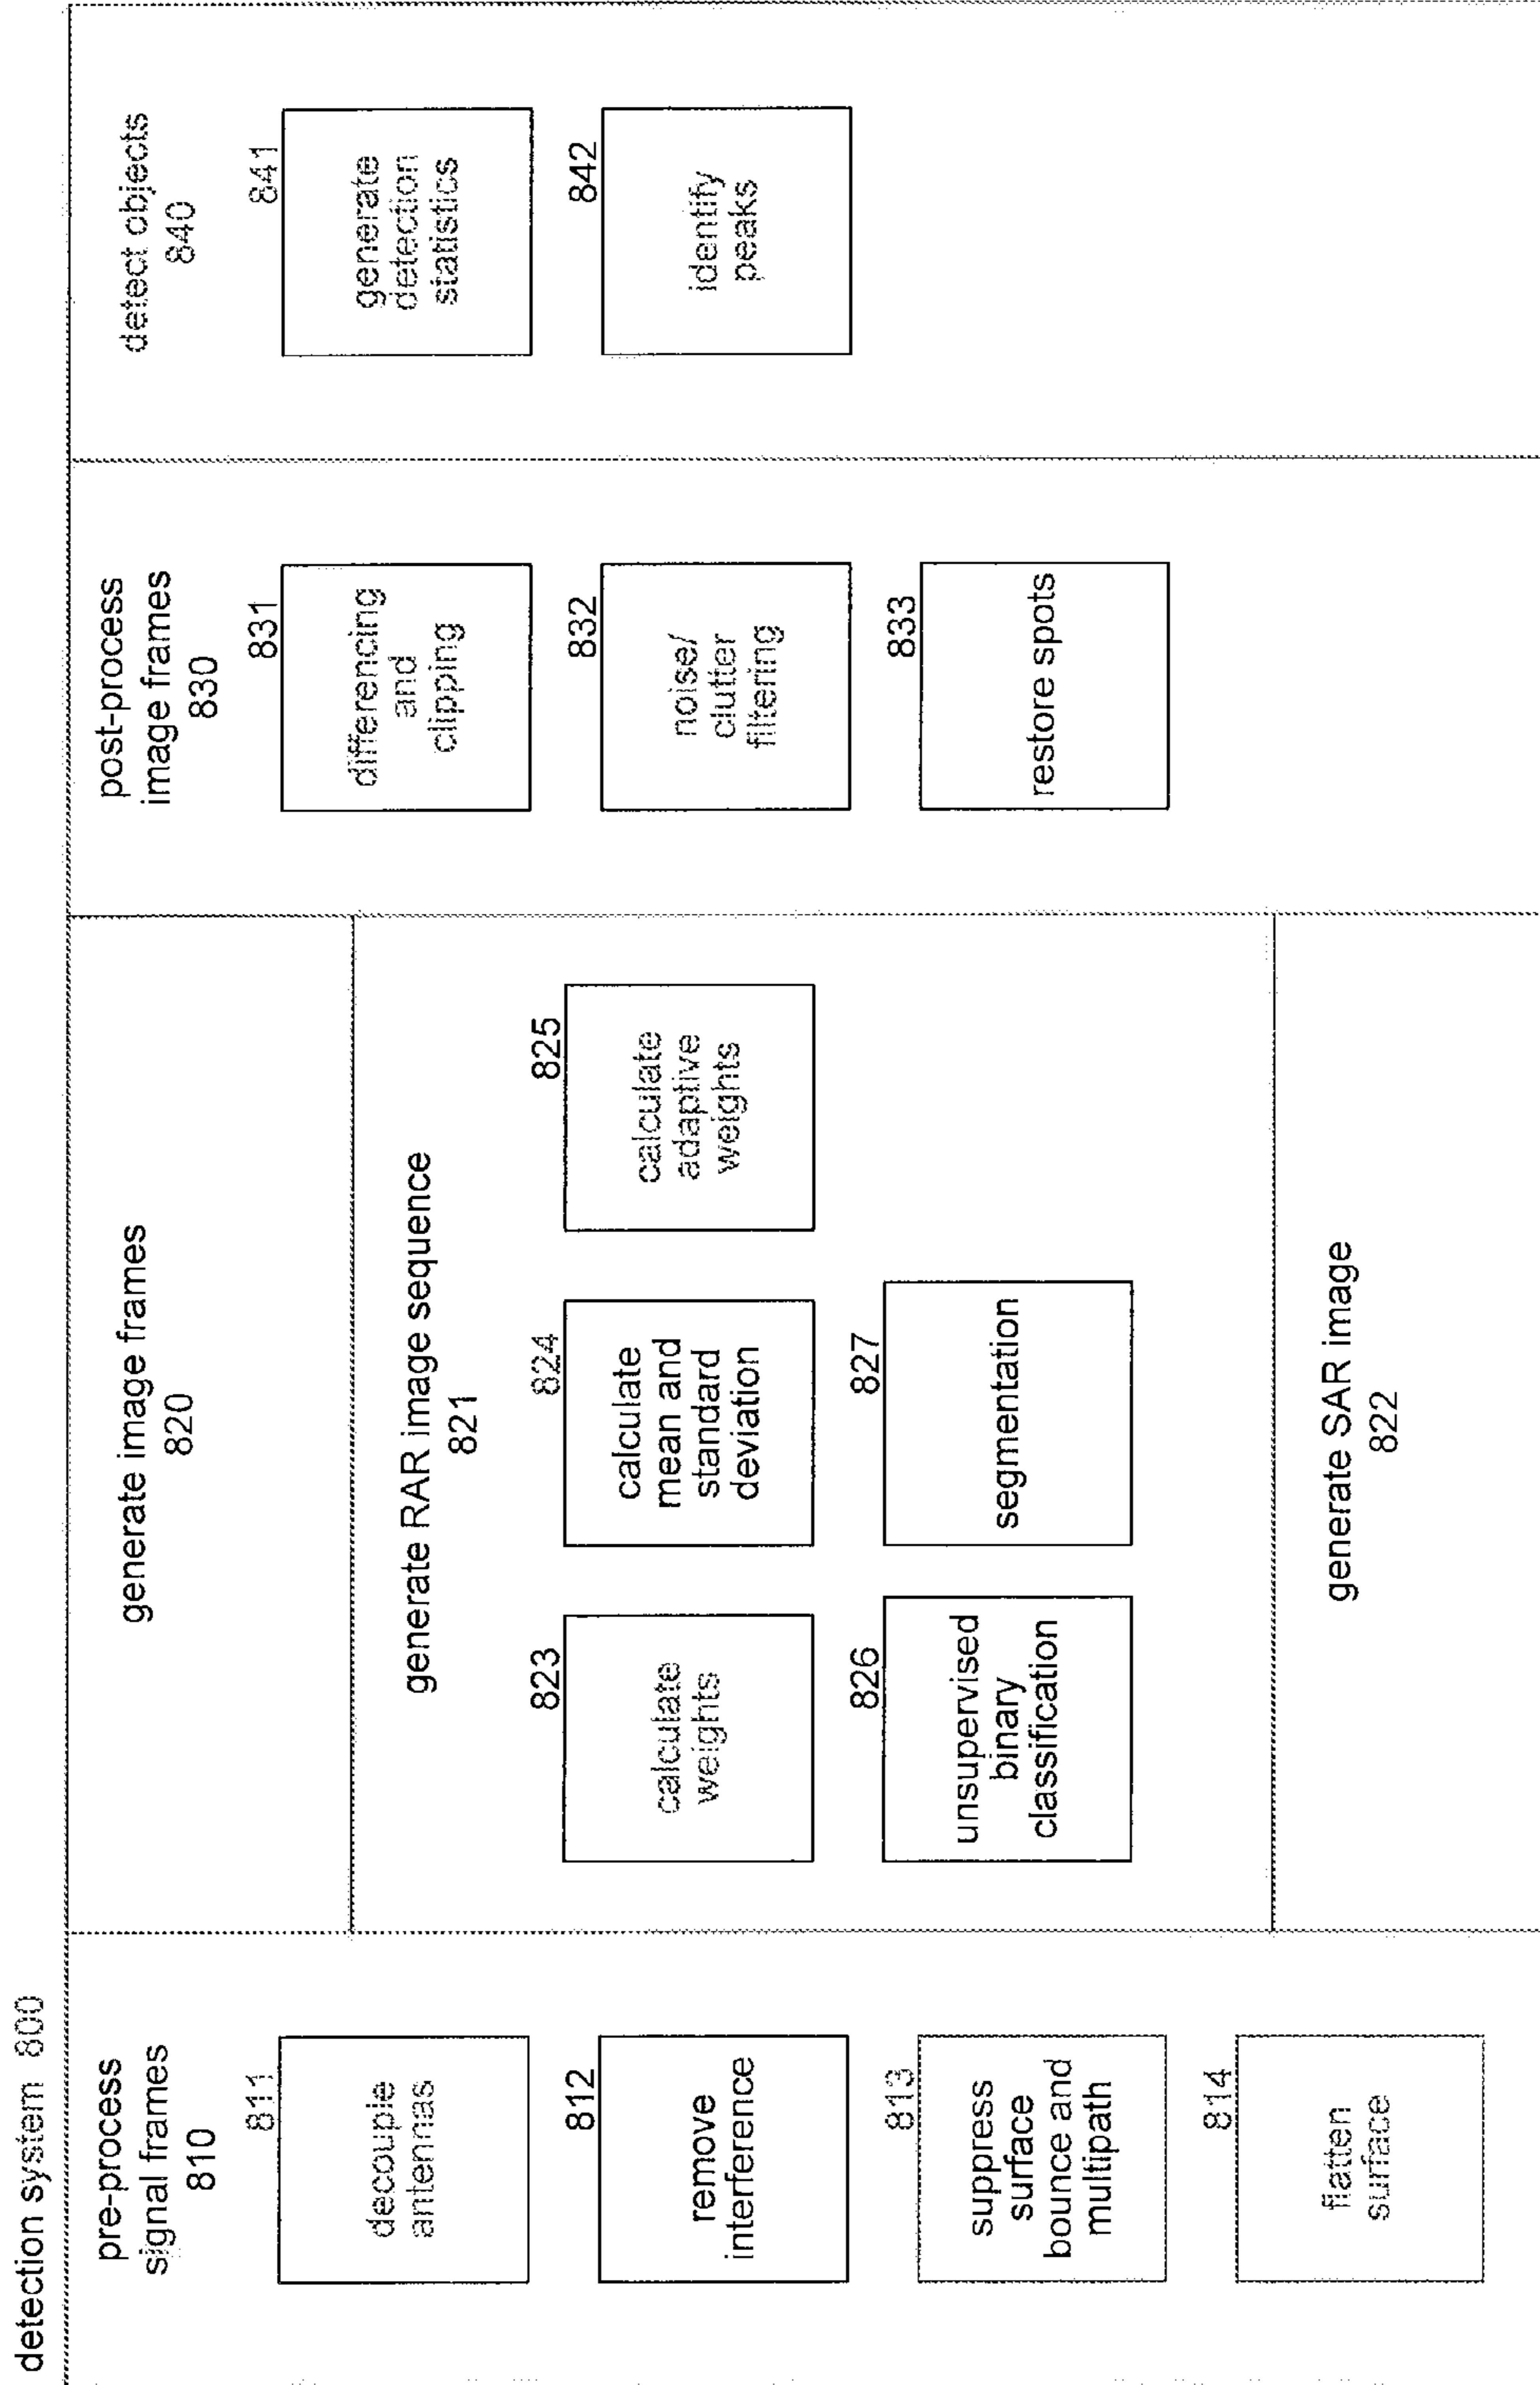 detection system 800
pre-process
signal frames
810
811
decouple
antennas
812
remove
interference
813
suppress
surface
bounce and
multipath
814
flatten
surface
generate image frames
820
generate RAR image sequence
821
823
calculate
weights
824
calculate
mean and
standard
deviation
825
calculate
adaptive
weights
826
unsupervised
binary
classification
827
segmentation
generate SAR image
822
post-process
image frames
830
831
differencing
and
clipping
832
noise/
clutter
filtering
833
restore spots
detect objects
840
841
generate
detection
statistics
842
identify
peaks